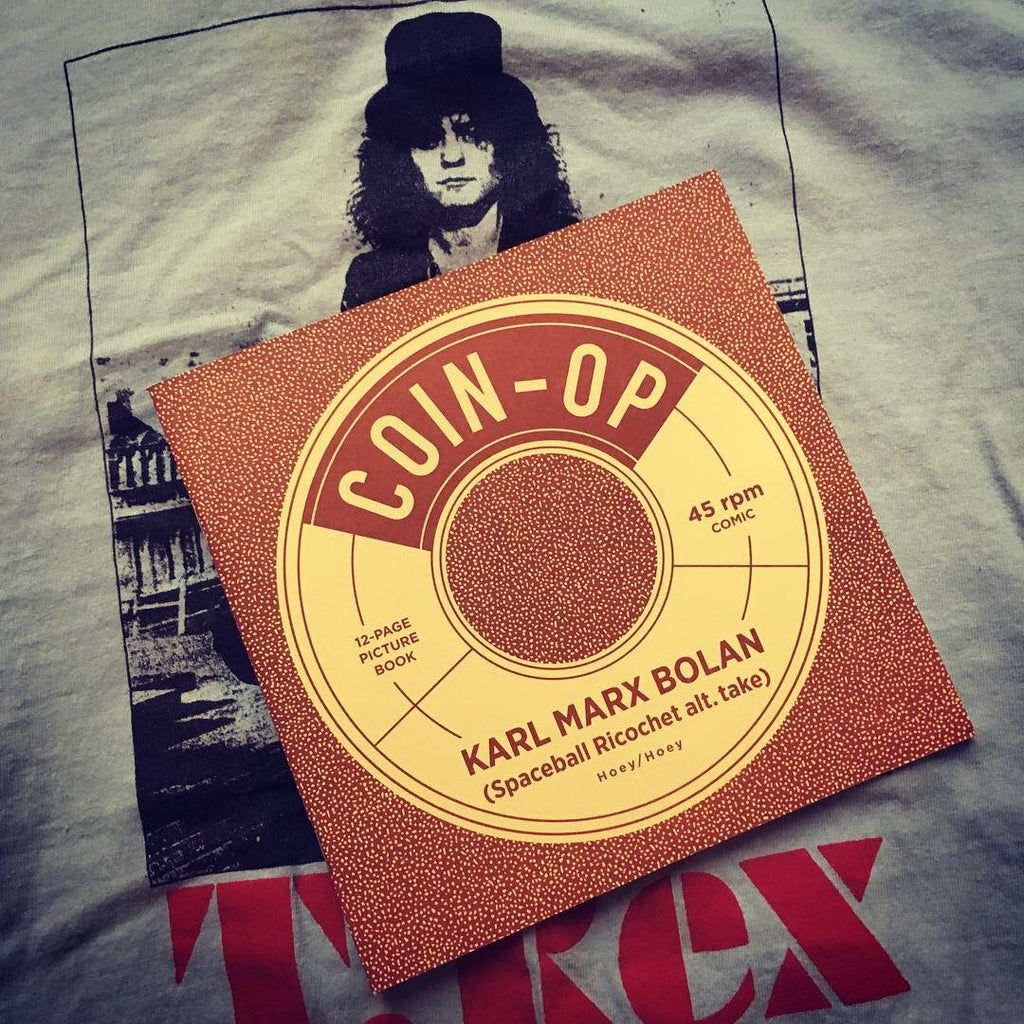 COIN-OP
45 rpm
COMIC
12-PAGE
PICTURE
BOOK
KARL MARX BOLAN
(Spaceball Ricochet alt. take)
Hoey/Hoey
T.Rex